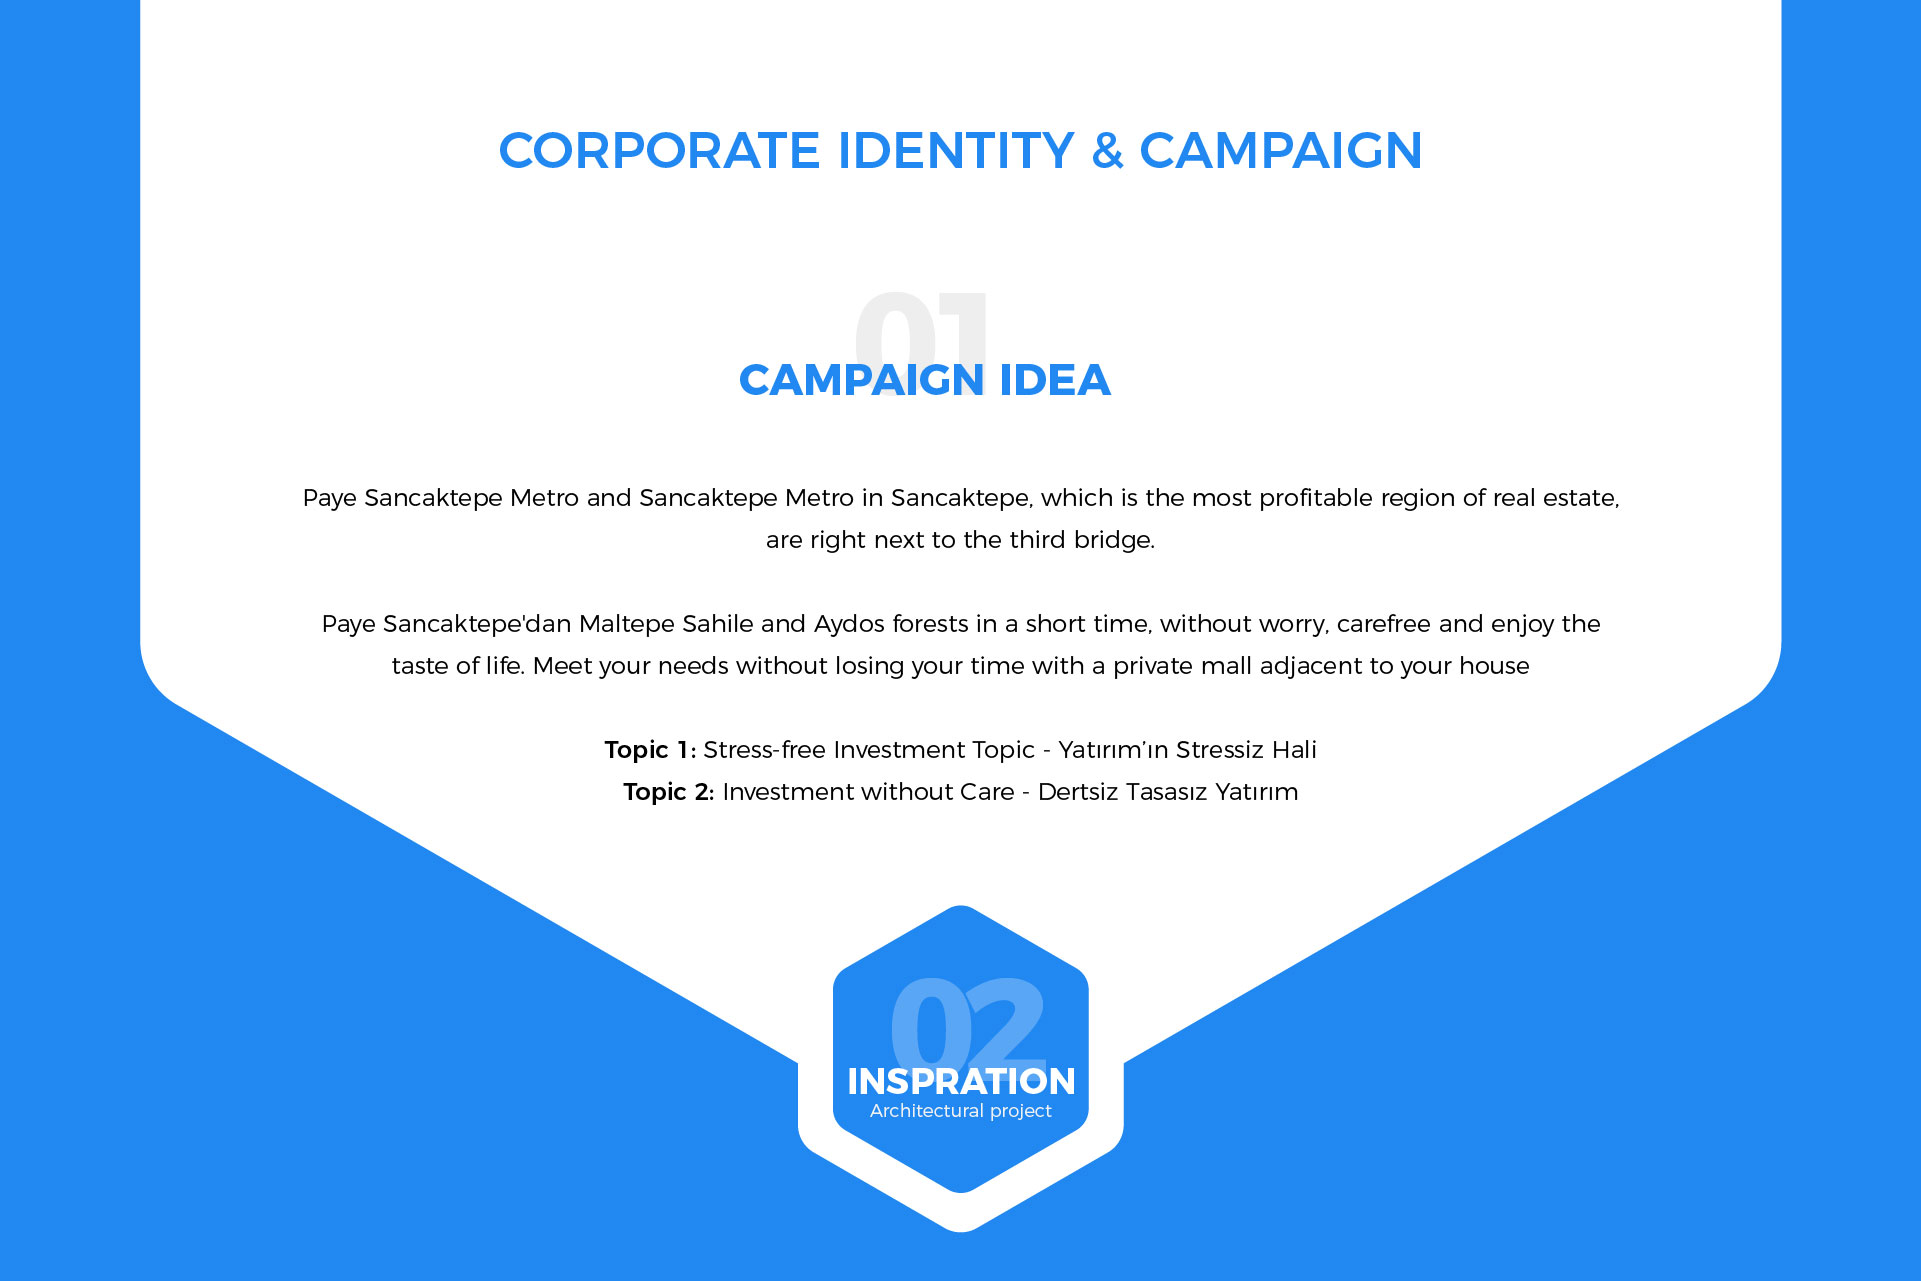 CORPORATE IDENTITY & CAMPAIGN
01
CAMPAIGN IDEA
Paye Sancaktepe Metro and Sancaktepe Metro in Sancaktepe, which is the most profitable region of real estate,
are right next to the third bridge.
Paye Sancaktepe'dan Maltepe Sahile and Aydos forests in a short time, without worry, carefree and enjoy the
taste of life. Meet your needs without losing your time with a private mall adjacent to your house
Topic 1: Stress-free Investment Topic - Yatırım’ın Stressiz Hali
Topic 2: Investment without Care - Dertsiz Tasasız Yatırım
02
INSPRATION
Architectural project